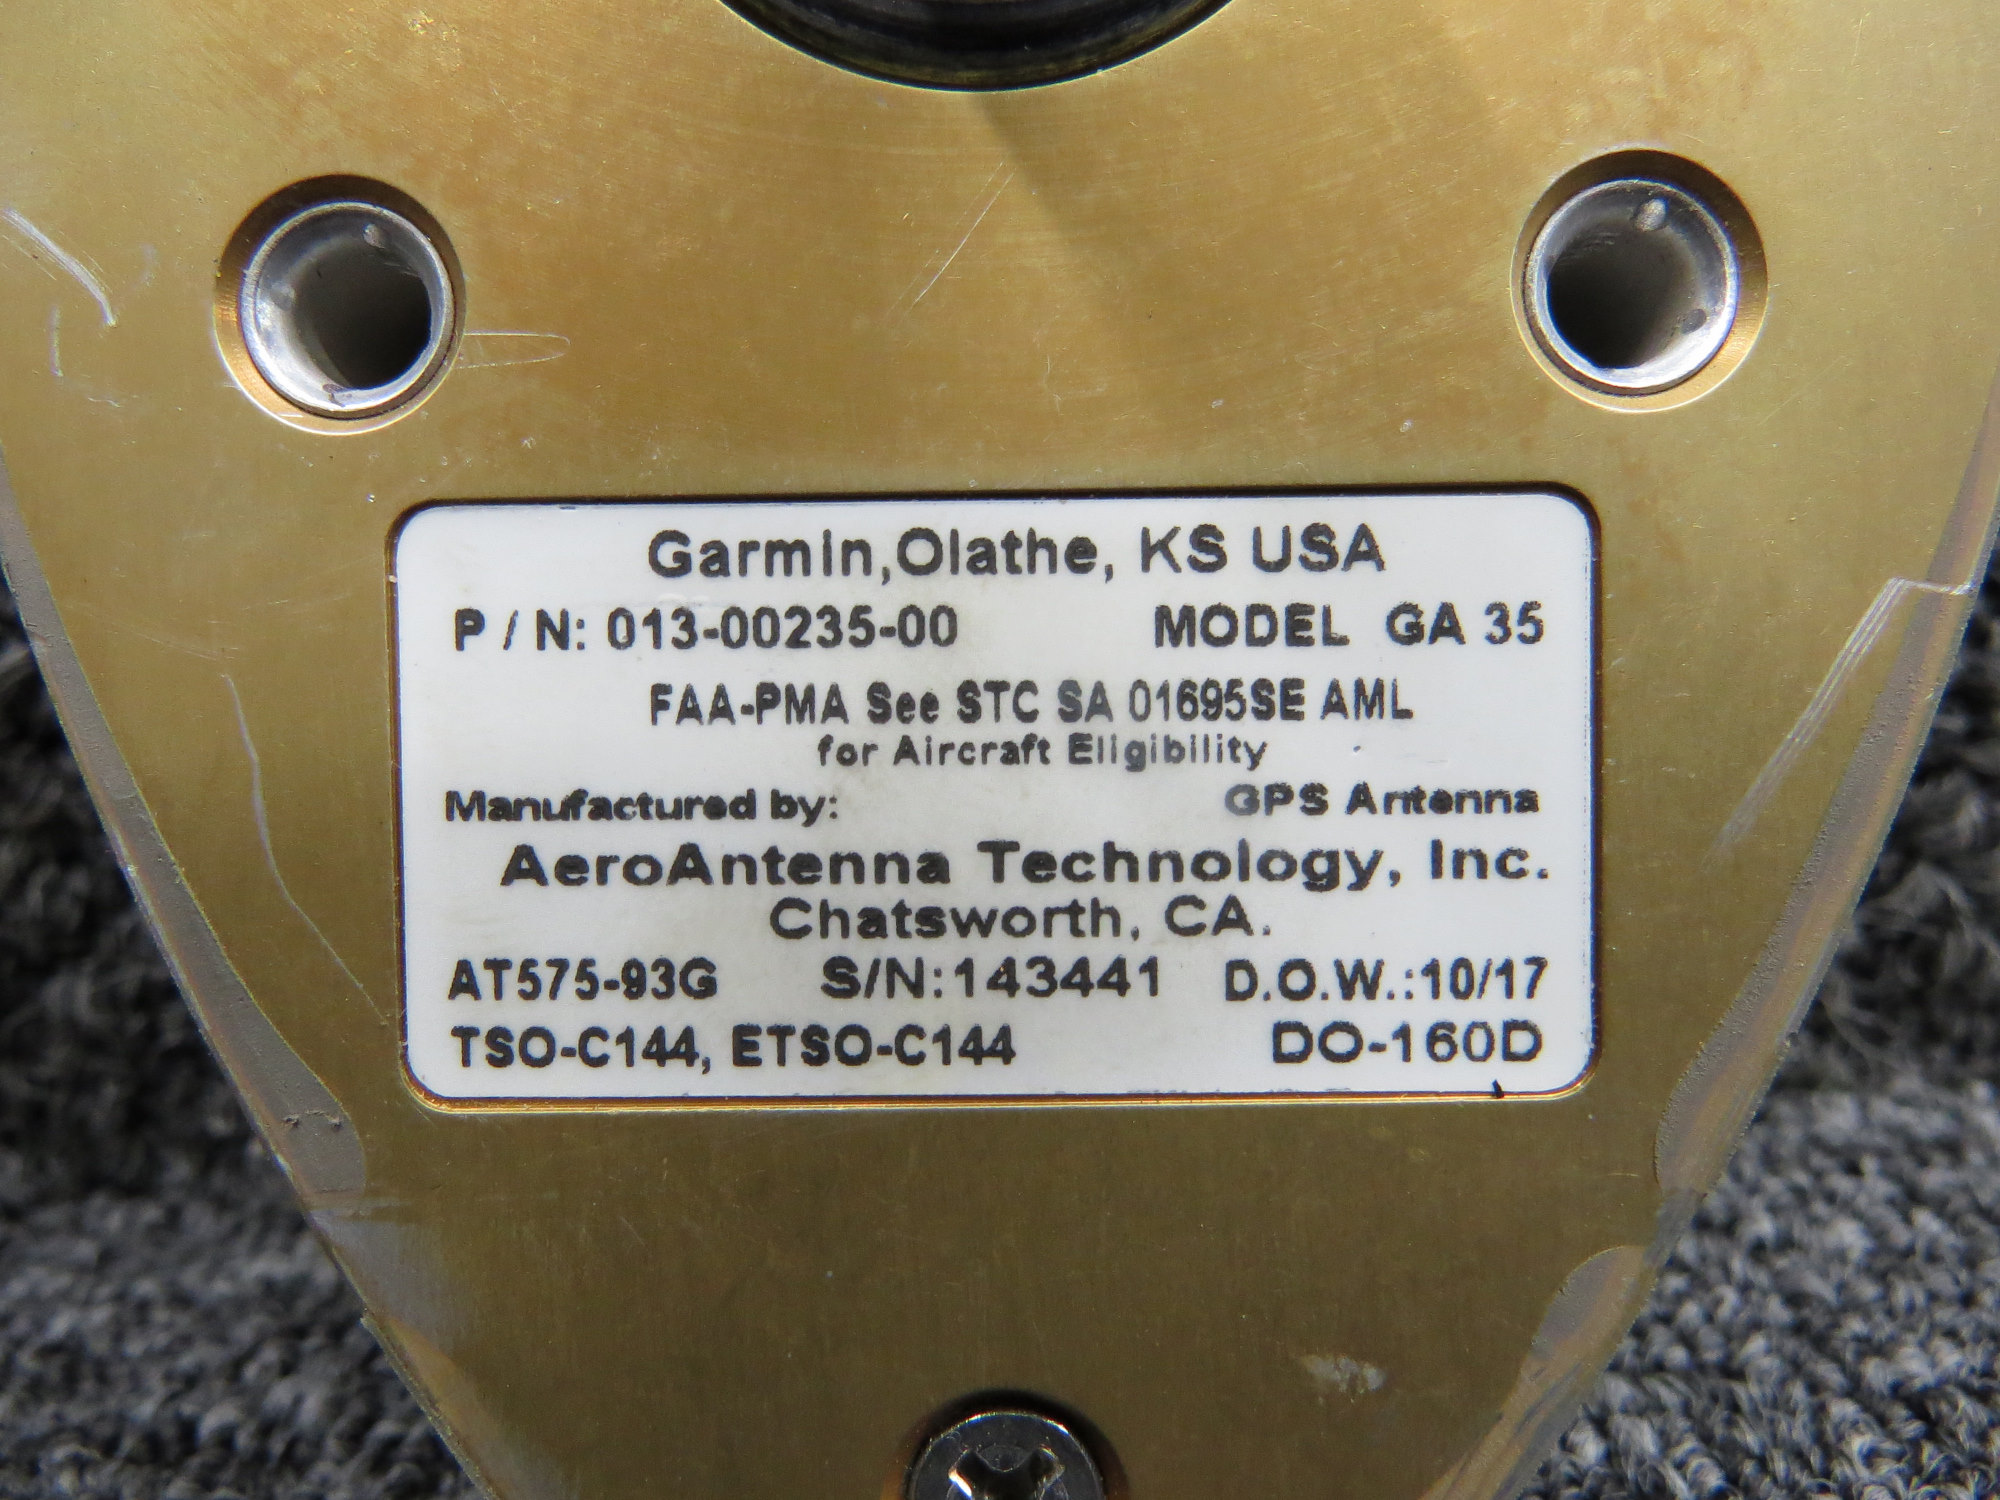 Garmin,Olathe, KS USA
P / N: 013-00235-00 MODEL GA 35
FAA-PMA See STC SA 01695SE AML
for Aircraft Eligibility
Manufactured by: GPS Antenna
AeroAntenna Technology, Inc.
Chatsworth, CA.
AT575-93G S/N:143441 D.O.W.:10/17
TSO-C144, ETSO-C144 DO-160D